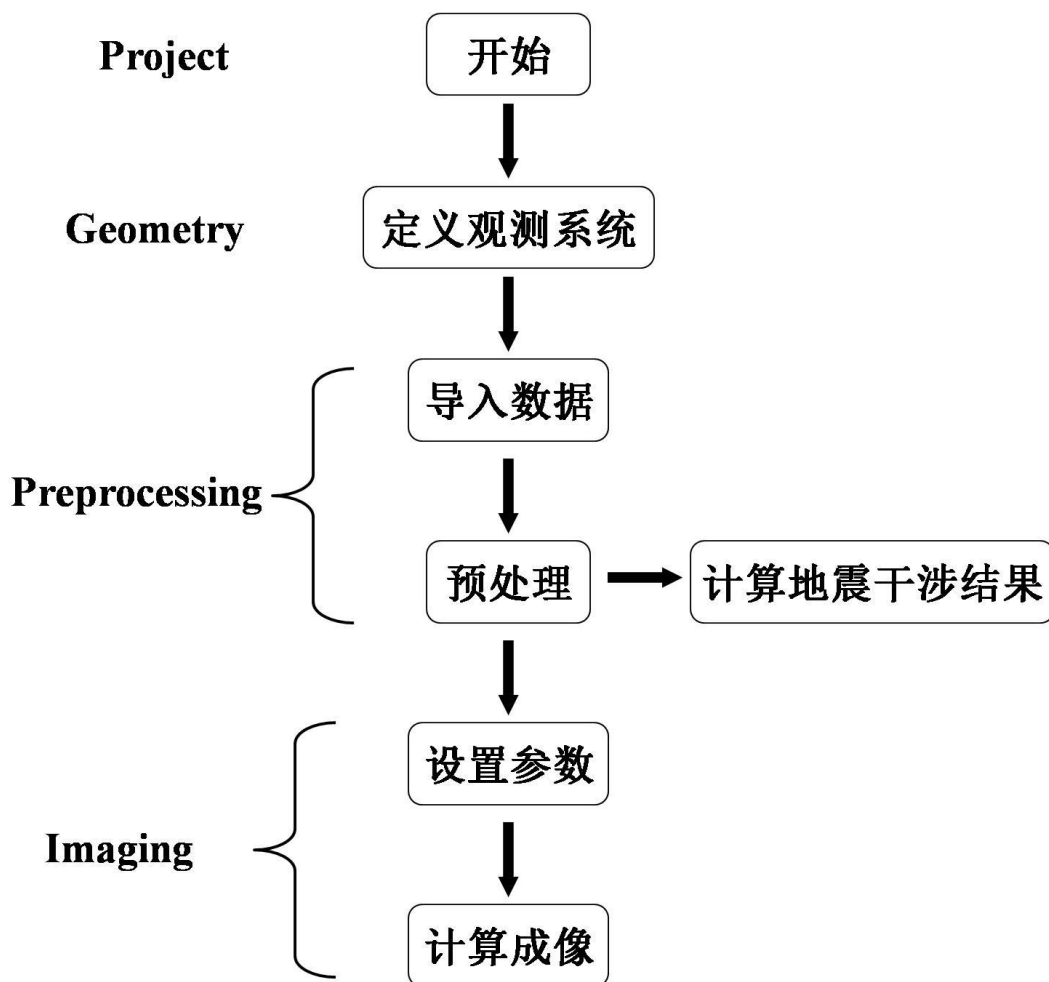 Project
开始
Geometry
定义观测系统
导入数据
Preprocessing
预处理
计算地震干涉结果
设置参数
Imaging
计算成像